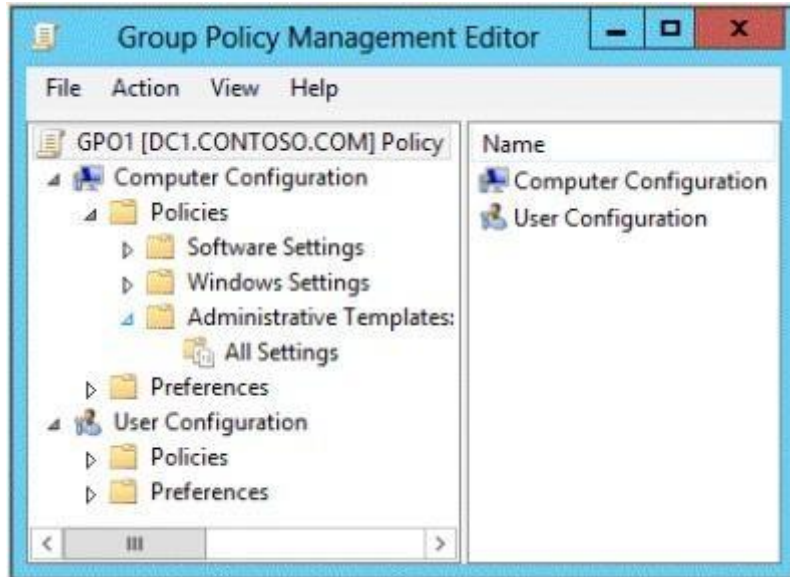 Group Policy Management Editor
File Action View Help
GPO1 [DC1.CONTOSO.COM] Policy
Computer Configuration
Policies
Software Settings
Windows Settings
Administrative Templates:
All Settings
Preferences
User Configuration
Policies
Preferences
Name
Computer Configuration
User Configuration